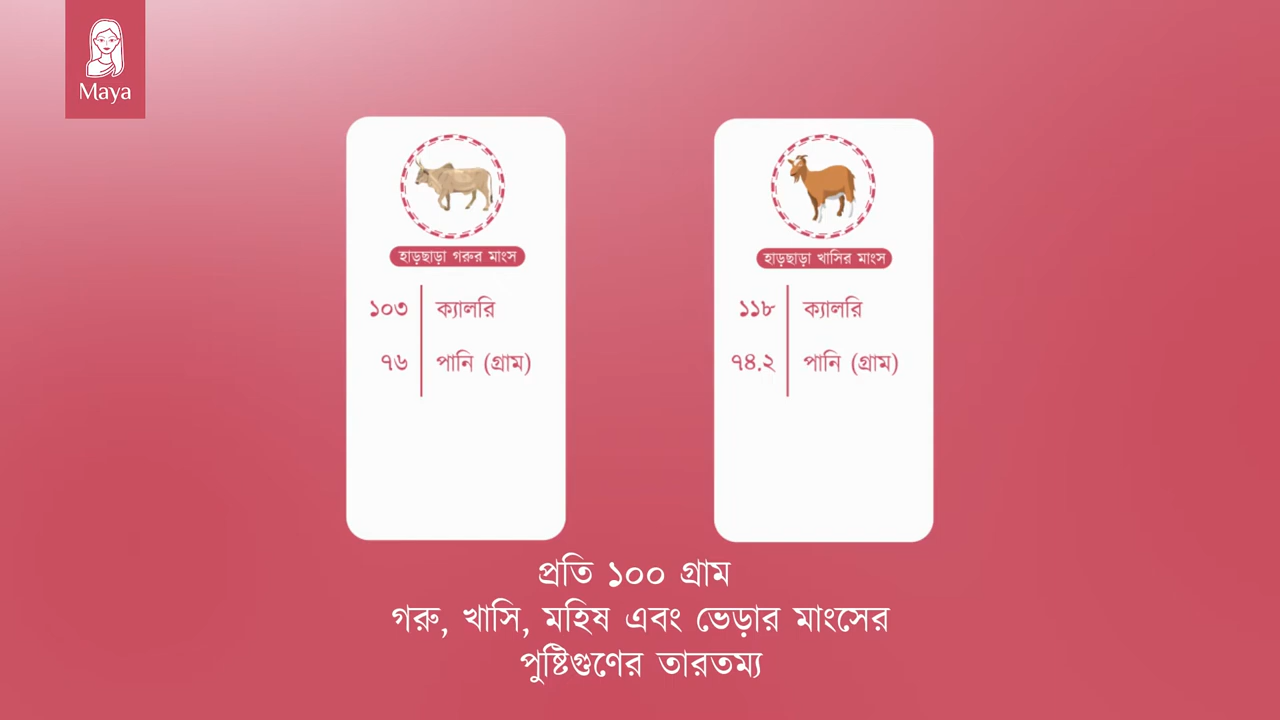 Maya
হাড়ছাড়া গরুর মাংস
১০৩ ক্যালরি
৭৬ পানি (গ্রাম)
হাড়ছাড়া খাসির মাংস
১১৮ ক্যালরি
৭৪.২ পানি (গ্রাম)
প্রতি ১০০ গ্রাম
গরু, খাসি, মহিষ এবং ভেড়ার মাংসের
পুষ্টিগুণের তারতম্য